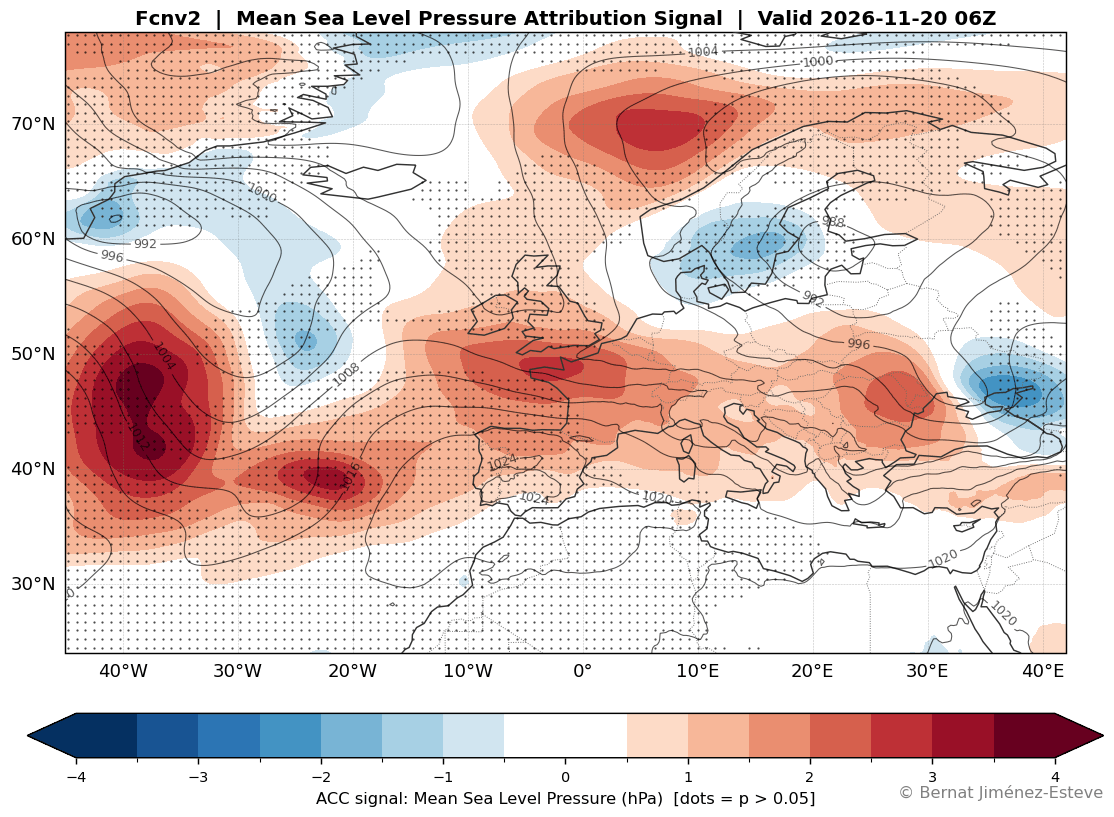 Fcnv2 | Mean Sea Level Pressure Attribution Signal | Valid 2026-11-20 06Z
1004
1000
70°N
1000
988
60°N
992
996
992
1004
996
50°N
1008
1012
1016
1024
40°N
1024
1020
1020
30°N
0
1020
40°W 30°W 20°W 10°W 0° 10°E 20°E 30°E 40°E
−4 −3 −2 −1 0 1 2 3 4
ACC signal: Mean Sea Level Pressure (hPa) [dots = p > 0.05]
© Bernat Jiménez-Esteve